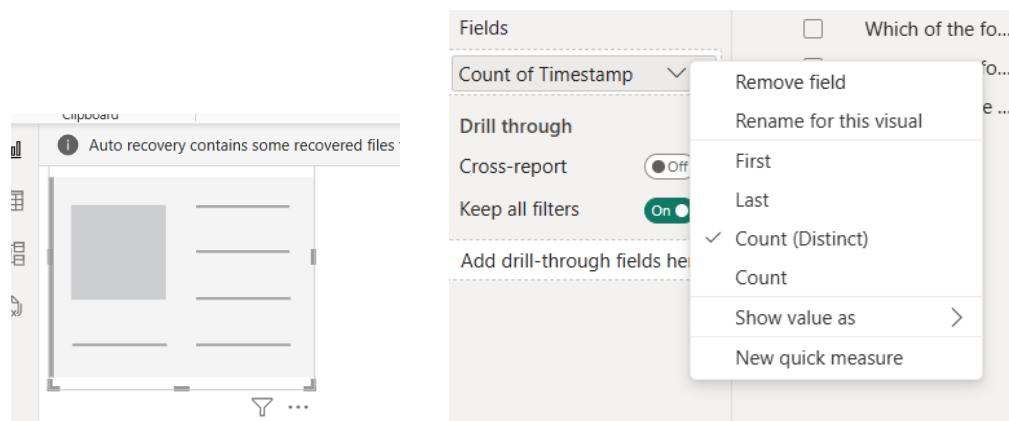 Clipboard
Auto recovery contains some recovered files
Fields
Count of Timestamp
Drill through
Cross-report
Off
Keep all filters
On
Add drill-through fields he
Which of the fo...
fo...
e ...
Remove field
Rename for this visual
First
Last
Count (Distinct)
Count
Show value as
New quick measure